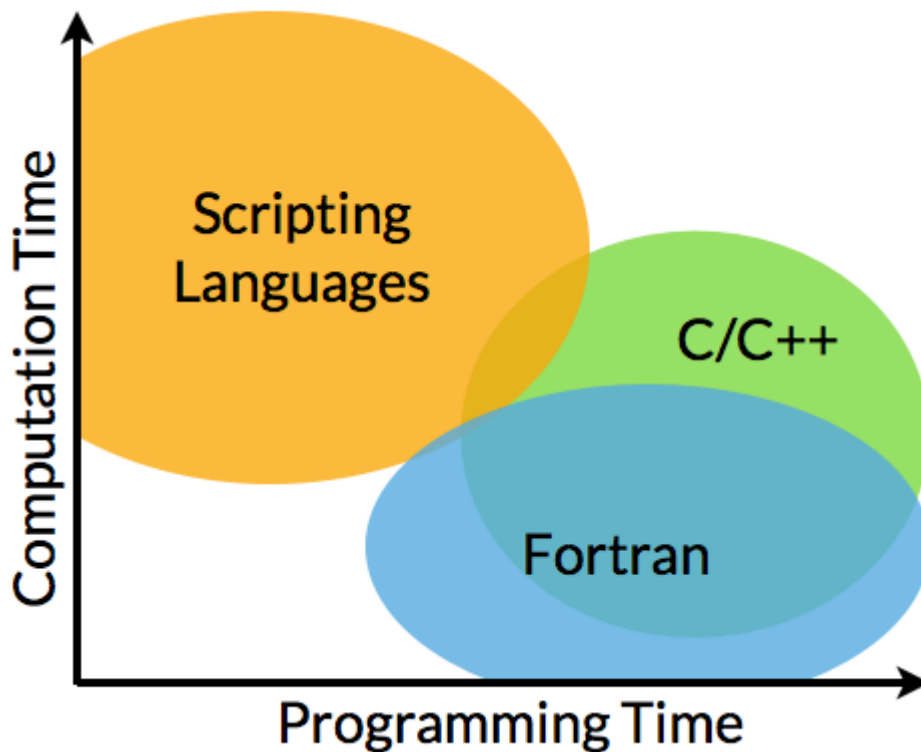 Computation Time
Scripting
Languages
C/C++
Fortran
Programming Time